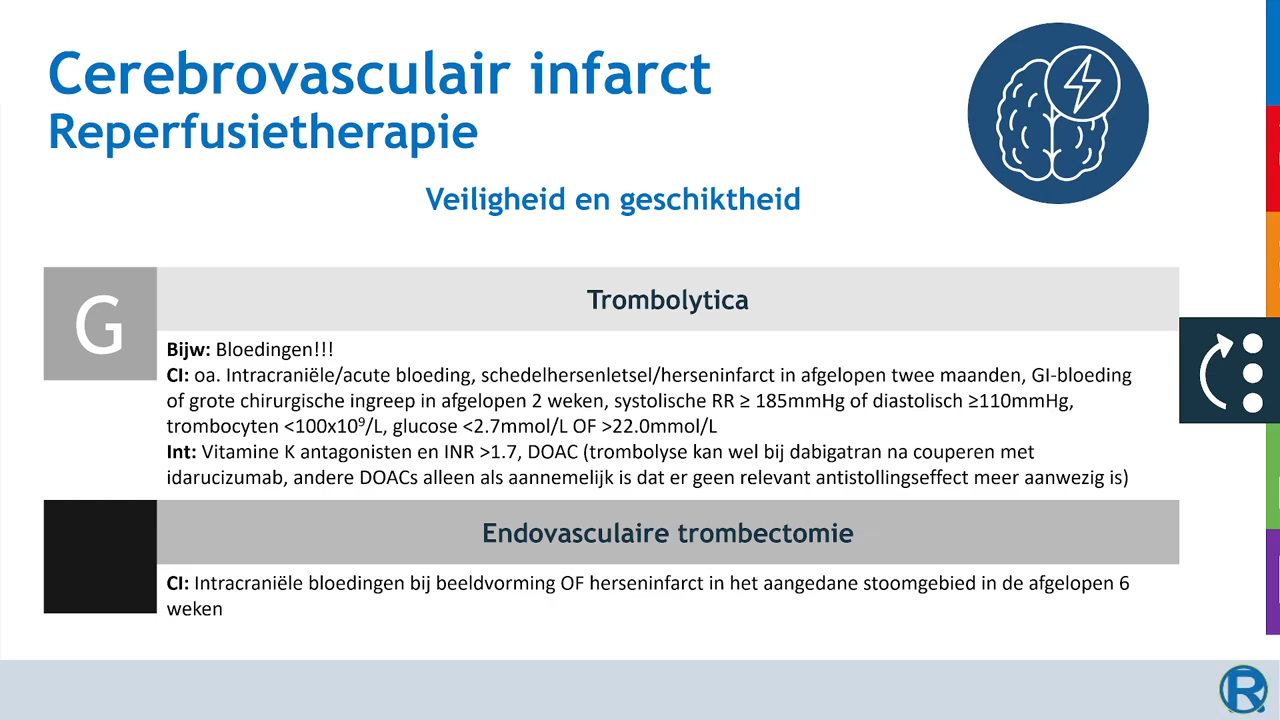 Cerebrovasculair infarct
Reperfusietherapie
Veiligheid en geschiktheid
G
Trombolytica
Bijw: Bloedingen!!!
CI: oa. Intracraniële/acute bloeding, schedelhersenletsel/herseninfarct in afgelopen twee maanden, GI-bloeding
of grote chirurgische ingreep in afgelopen 2 weken, systolische RR ≥ 185mmHg of diastolisch ≥110mmHg,
trombocyten <100x10⁹/L, glucose <2.7mmol/L OF >22.0mmol/L
Int: Vitamine K antagonisten en INR >1.7, DOAC (trombolyse kan wel bij dabigatran na couperen met
idarucizumab, andere DOACs alleen als aannemelijk is dat er geen relevant antistollingseffect meer aanwezig is)
Endovasculaire trombectomie
CI: Intracraniële bloedingen bij beeldvorming OF herseninfarct in het aangedane stoomgebied in de afgelopen 6
weken
R